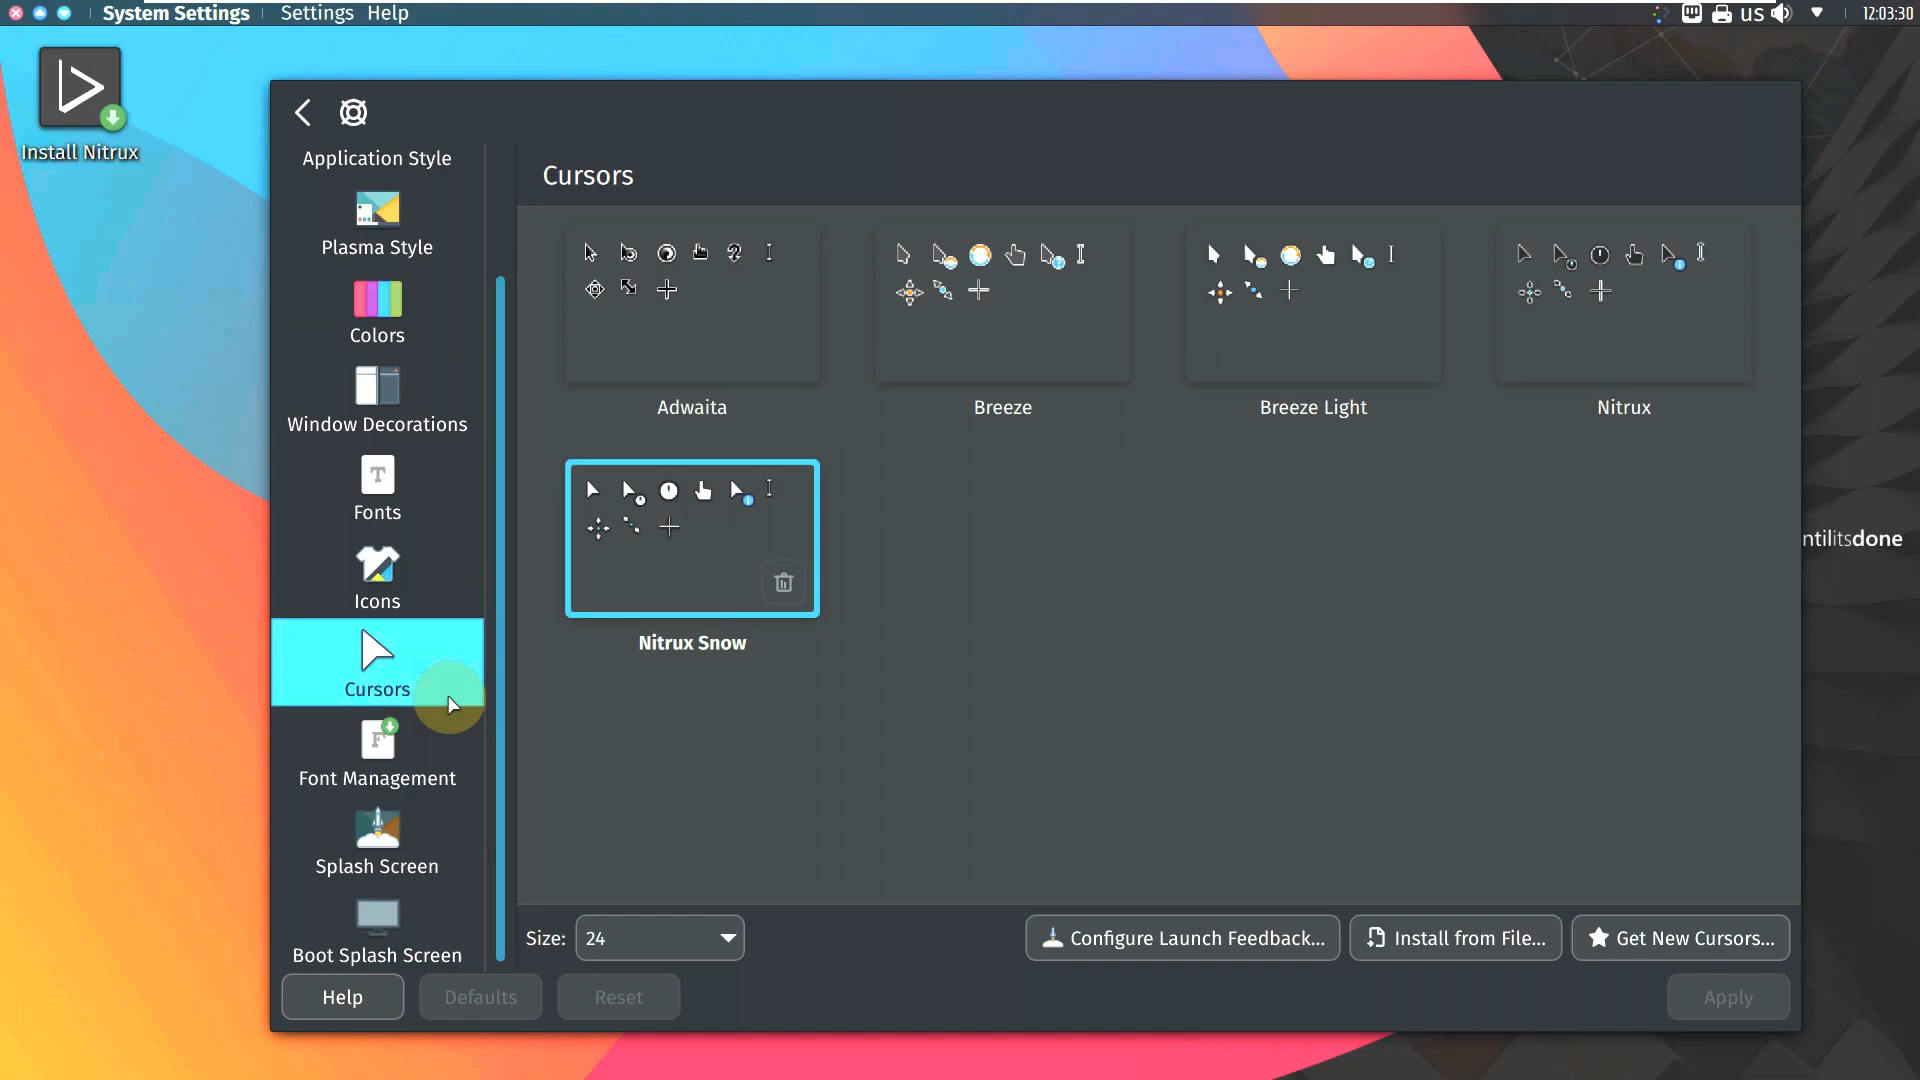 System Settings
Settings
Help
us
12:03:30
Install Nitrux
Application Style
Plasma Style
Colors
Window Decorations
Fonts
Icons
Cursors
Font Management
Splash Screen
Boot Splash Screen
Cursors
Adwaita
Breeze
Breeze Light
Nitrux
Nitrux Snow
ntilitsdone
Size:
24
Configure Launch Feedback...
Install from File...
Get New Cursors...
Help
Defaults
Reset
Apply